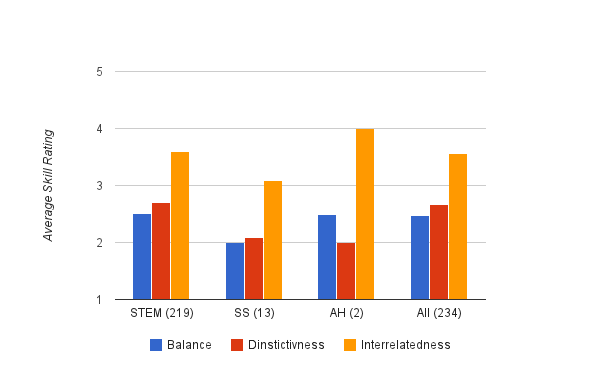 5
4
3
2
1
Average Skill Rating
STEM (219) SS (13) AH (2) All (234)
Balance Dinstictivness Interrelatedness